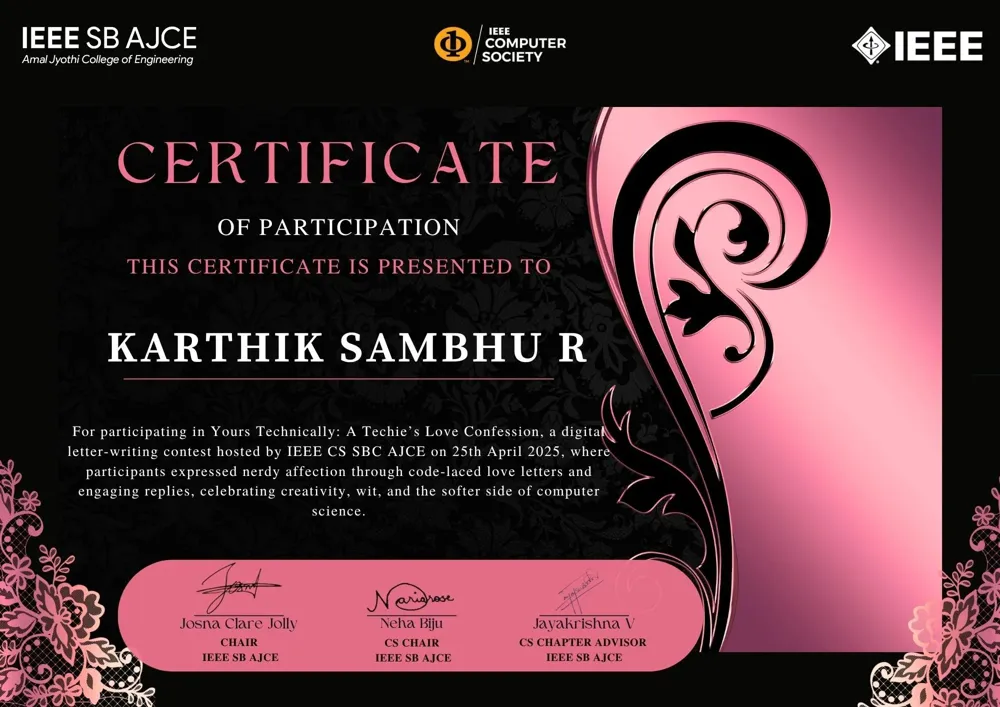 IEEE SB AJCE
Amal Jyothi College of Engineering
IEEE
COMPUTER
SOCIETY
IEEE
CERTIFICATE
OF PARTICIPATION
THIS CERTIFICATE IS PRESENTED TO
KARTHIK SAMBHU R
For participating in Yours Technically: A Techie's Love Confession, a digital
letter-writing contest hosted by IEEE CS SBC AJCE on 25th April 2025, where
participants expressed nerdy affection through code-laced love letters and
engaging replies, celebrating creativity, wit, and the softer side of computer
science.
Josna Clare Jolly
CHAIR
IEEE SB AJCE
Neha Biju
CS CHAIR
IEEE SB AJCE
Jayakrishna V
CS CHAPTER ADVISOR
IEEE SB AJCE